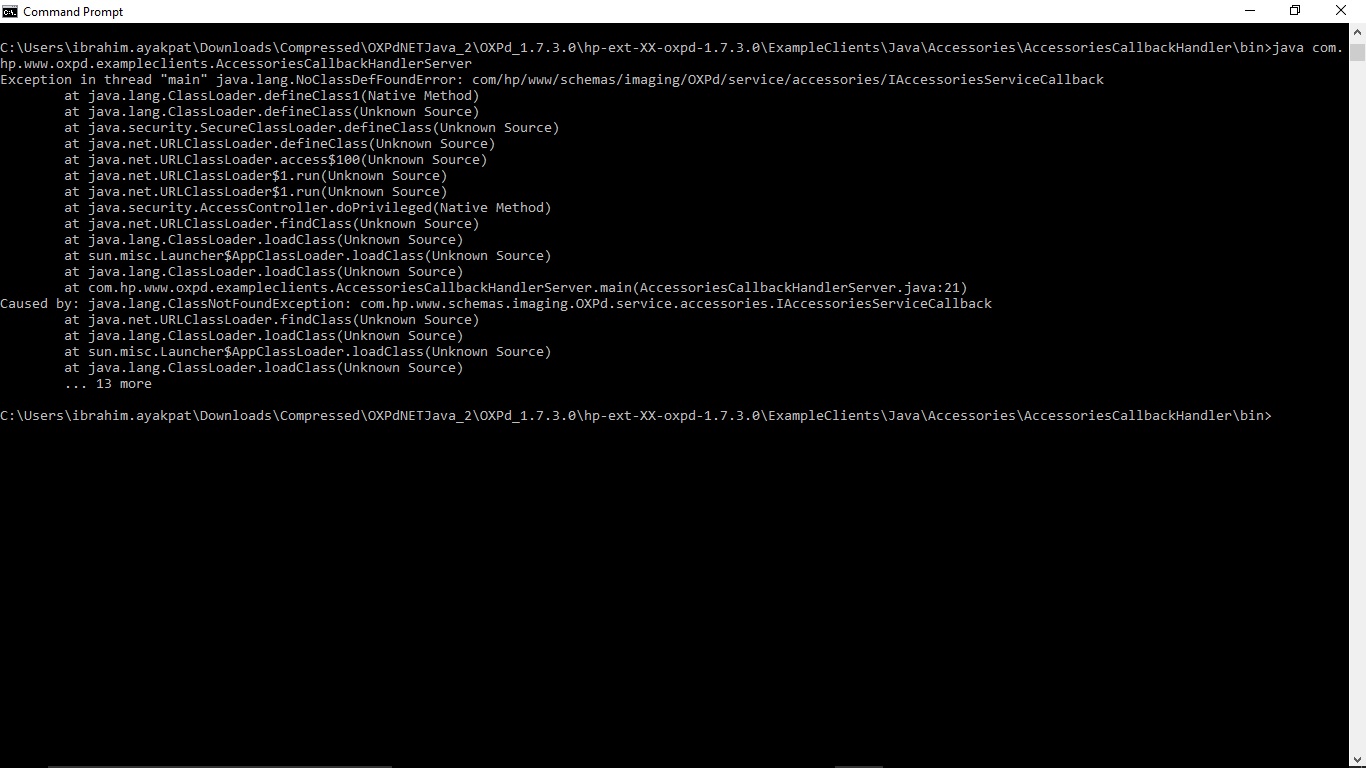 Command Prompt
C:\Users\ibrahim.ayakpat\Downloads\Compressed\OXPdNETJava_2\OXPd_1.7.3.0\hp-ext-XX-oxpd-1.7.3.0\ExampleClients\Java\Accessories\AccessoriesCallbackHandler\bin>java com.
hp.www.oxpd.exampleclients.AccessoriesCallbackHandlerServer
Exception in thread "main" java.lang.NoClassDefFoundError: com/hp/www/schemas/imaging/OXPd/service/accessories/IAccessoriesServiceCallback
        at java.lang.ClassLoader.defineClass1(Native Method)
        at java.lang.ClassLoader.defineClass(Unknown Source)
        at java.security.SecureClassLoader.defineClass(Unknown Source)
        at java.net.URLClassLoader.defineClass(Unknown Source)
        at java.net.URLClassLoader.access$100(Unknown Source)
        at java.net.URLClassLoader$1.run(Unknown Source)
        at java.net.URLClassLoader$1.run(Unknown Source)
        at java.security.AccessController.doPrivileged(Native Method)
        at java.net.URLClassLoader.findClass(Unknown Source)
        at java.lang.ClassLoader.loadClass(Unknown Source)
        at sun.misc.Launcher$AppClassLoader.loadClass(Unknown Source)
        at java.lang.ClassLoader.loadClass(Unknown Source)
        at com.hp.www.oxpd.exampleclients.AccessoriesCallbackHandlerServer.main(AccessoriesCallbackHandlerServer.java:21)
Caused by: java.lang.ClassNotFoundException: com.hp.www.schemas.imaging.OXPd.service.accessories.IAccessoriesServiceCallback
        at java.net.URLClassLoader.findClass(Unknown Source)
        at java.lang.ClassLoader.loadClass(Unknown Source)
        at sun.misc.Launcher$AppClassLoader.loadClass(Unknown Source)
        at java.lang.ClassLoader.loadClass(Unknown Source)
        ... 13 more
C:\Users\ibrahim.ayakpat\Downloads\Compressed\OXPdNETJava_2\OXPd_1.7.3.0\hp-ext-XX-oxpd-1.7.3.0\ExampleClients\Java\Accessories\AccessoriesCallbackHandler\bin>